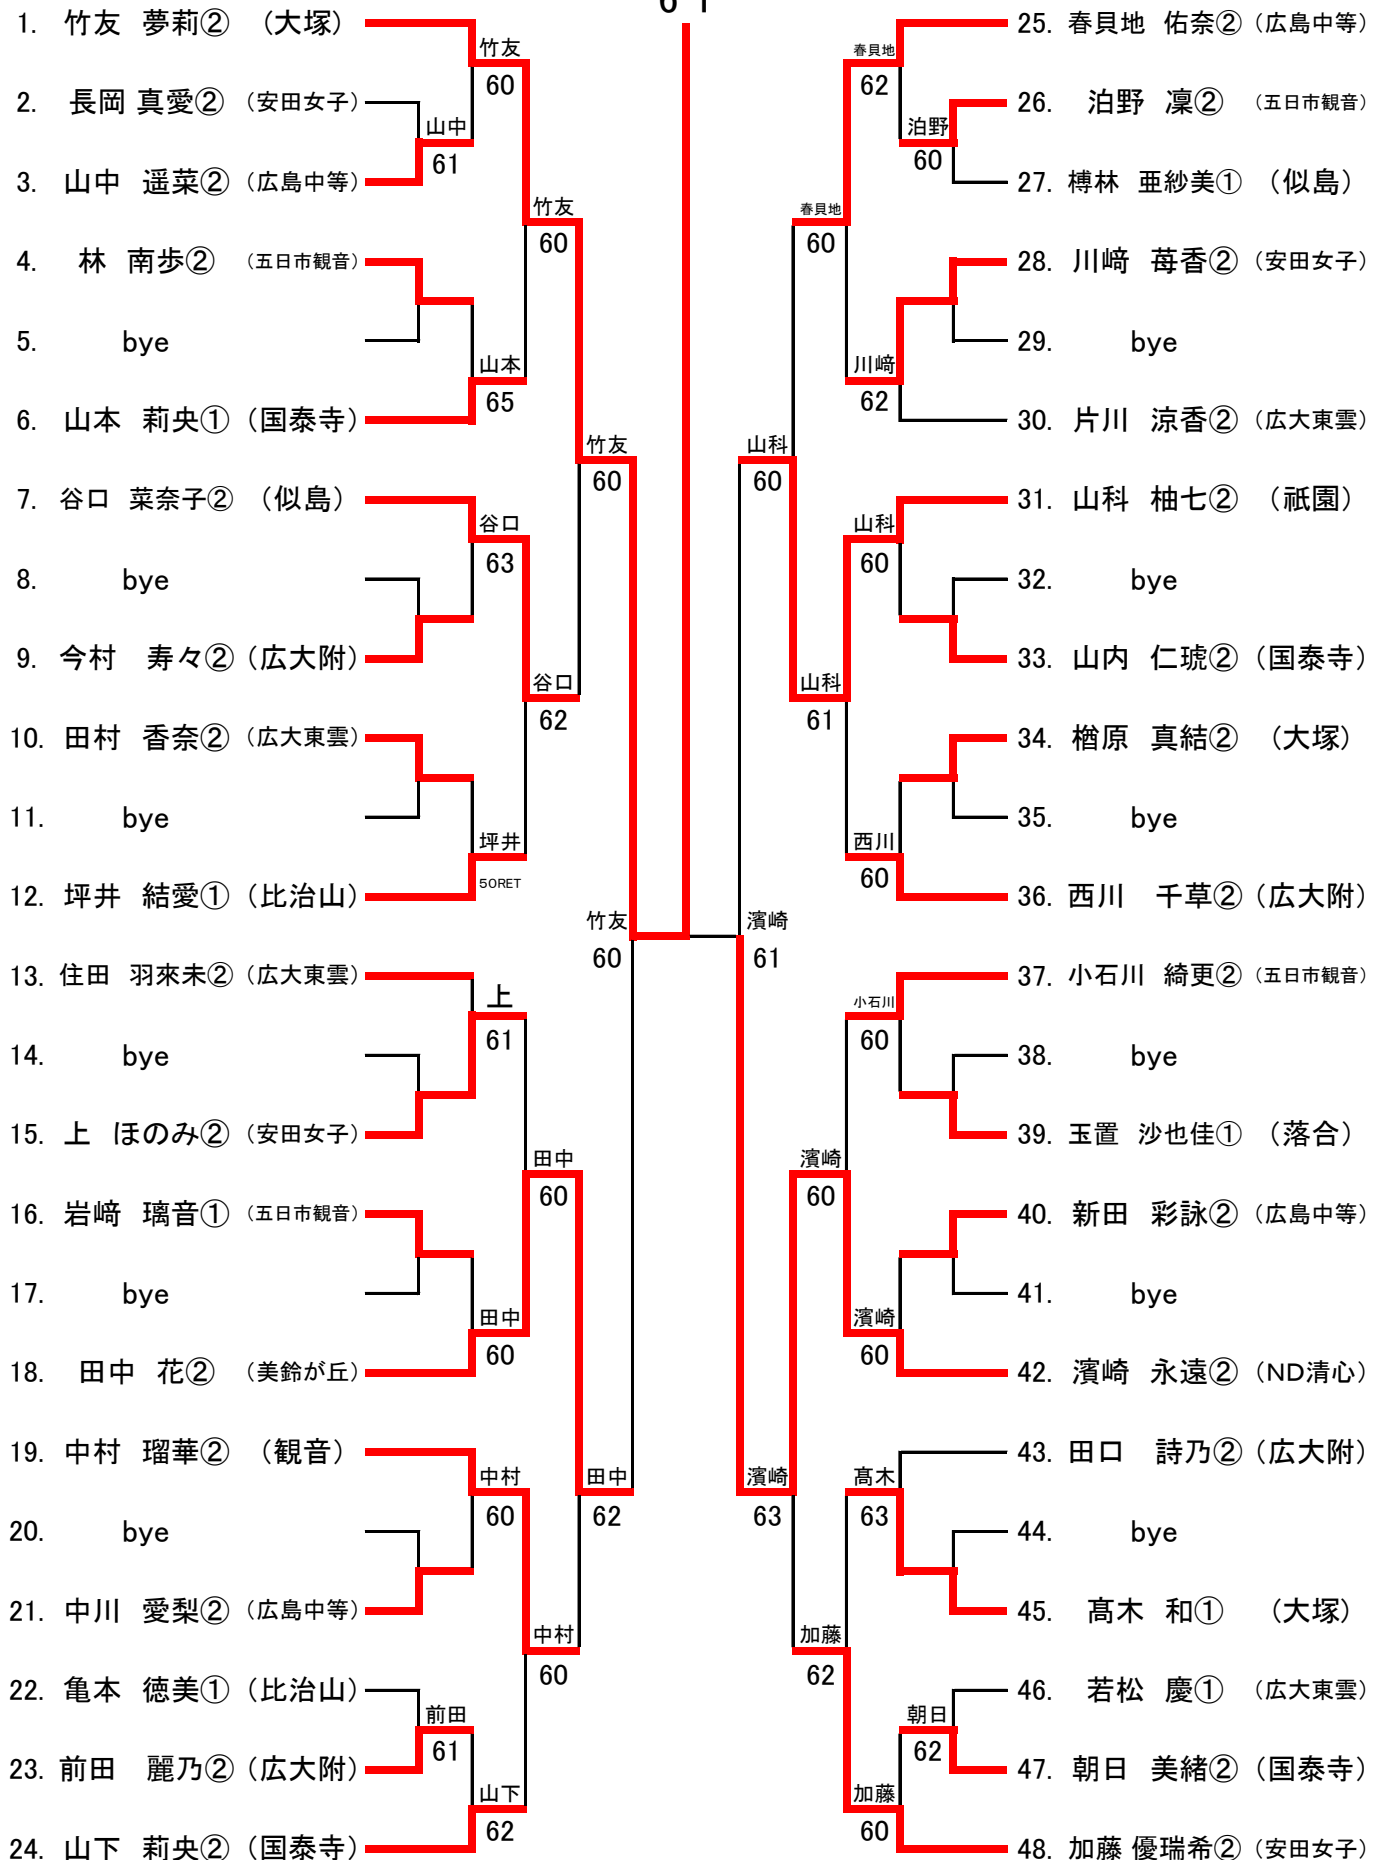 6 1
1. 竹友 夢莉② (大塚)
竹友
60
2. 長岡 真愛② (安田女子)
山中
61
3. 山中 遥菜② (広島中等)
竹友
60
4. 林 南歩② (五日市観音)
5. bye
山本
65
6. 山本 莉央① (国泰寺)
竹友
60
7. 谷口 菜奈子② (似島)
谷口
63
8. bye
9. 今村 寿々② (広大附)
谷口
62
10. 田村 香奈② (広大東雲)
11. bye
坪井
50RET
12. 坪井 結愛① (比治山)
竹友
60
13. 住田 羽來未② (広大東雲)
上
61
14. bye
15. 上 ほのみ② (安田女子)
田中
60
16. 岩﨑 璃音① (五日市観音)
17. bye
田中
60
18. 田中 花② (美鈴が丘)
19. 中村 瑠華② (観音)
中村
60
田中
62
20. bye
21. 中川 愛梨② (広島中等)
中村
60
22. 亀本 徳美① (比治山)
前田
61
23. 前田 麗乃② (広大附)
山下
62
24. 山下 莉央② (国泰寺)
25. 春貝地 佑奈② (広島中等)
春貝地
62
26. 泊野 凜② (五日市観音)
泊野
60
27. 榑林 亜紗美① (似島)
春貝地
60
28. 川﨑 苺香② (安田女子)
29. bye
川﨑
62
30. 片川 涼香② (広大東雲)
山科
60
31. 山科 柚七② (祇園)
山科
60
32. bye
33. 山内 仁琥② (国泰寺)
山科
61
34. 楢原 真結② (大塚)
35. bye
西川
60
36. 西川 千草② (広大附)
濱崎
61
37. 小石川 綺更② (五日市観音)
小石川
60
38. bye
39. 玉置 沙也佳① (落合)
濱崎
60
40. 新田 彩詠② (広島中等)
41. bye
濱崎
60
42. 濱崎 永遠② (ND清心)
43. 田口 詩乃② (広大附)
髙木
63
濱崎
63
44. bye
45. 髙木 和① (大塚)
加藤
62
46. 若松 慶① (広大東雲)
朝日
62
47. 朝日 美緒② (国泰寺)
加藤
60
48. 加藤 優瑞希② (安田女子)